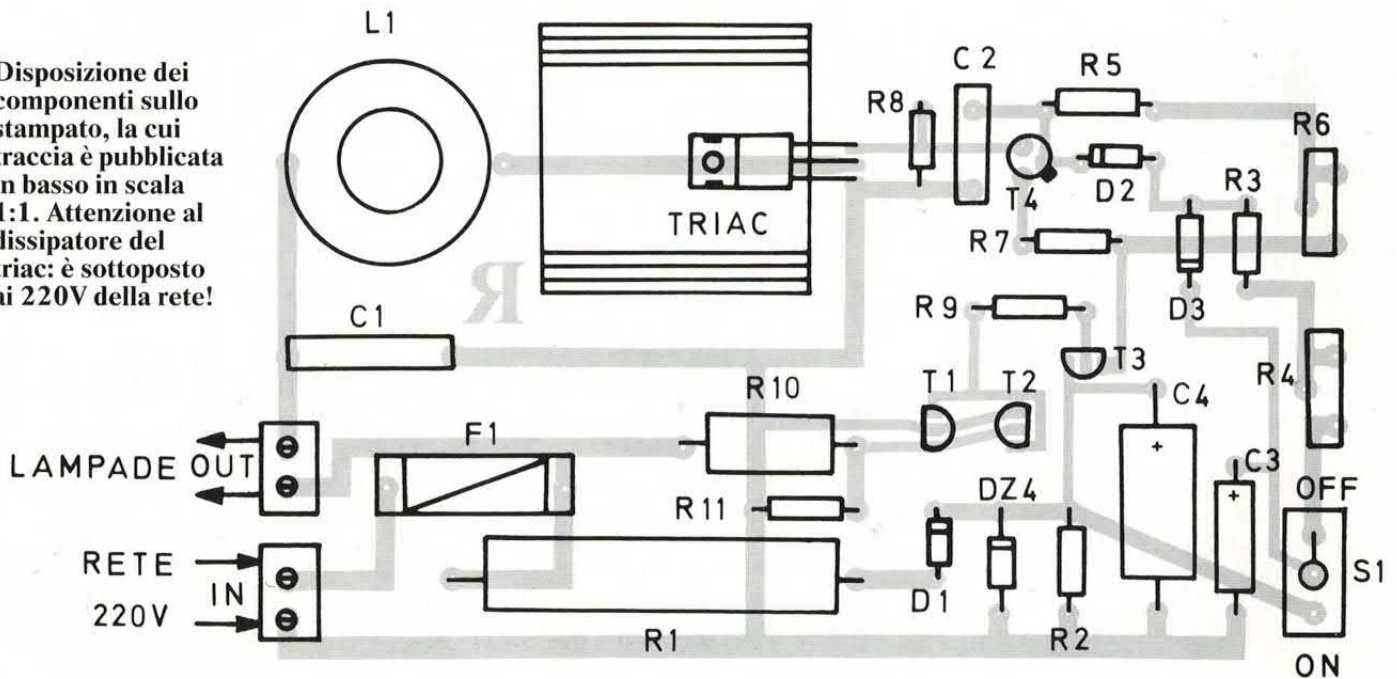 Disposizione dei
componenti sullo
stampato, la cui
traccia è pubblicata
in basso in scala
1:1. Attenzione al
dissipatore del
triac: è sottoposto
ai 220V della rete!
L1
C 2
R5
R8
R6
T4
D2
R3
TRIAC
R7
D3
R
C1
R9
T3
T1
T2
R4
R10
C4
F1
LAMPADE OUT
C3
+
+
OFF
R11
DZ4
RETE
IN
220V
D1
S1
R1
R2
ON